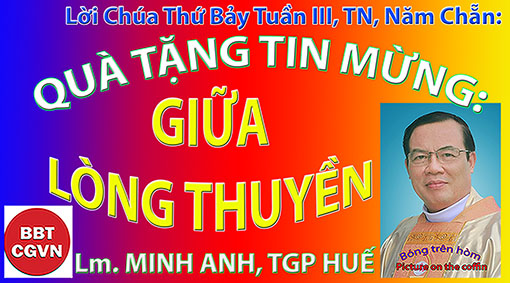 Lời Chúa Thứ Bảy Tuần III, TN, Năm Chẵn:
QUÀ TẶNG TIN MỪNG:
GIỮA
LÒNG THUYỀN
BBT
CGVN
Lm. MINH ANH, TGP HUẾ
Bóng trên hòm
Picture on the coffin